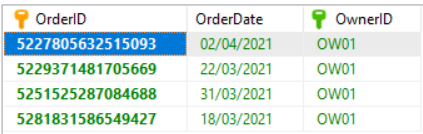 OrderID OrderDate OwnerID
5227805632515093 02/04/2021 OW01
5229371481705669 22/03/2021 OW01
5251525287084688 31/03/2021 OW01
5281831586549427 18/03/2021 OW01